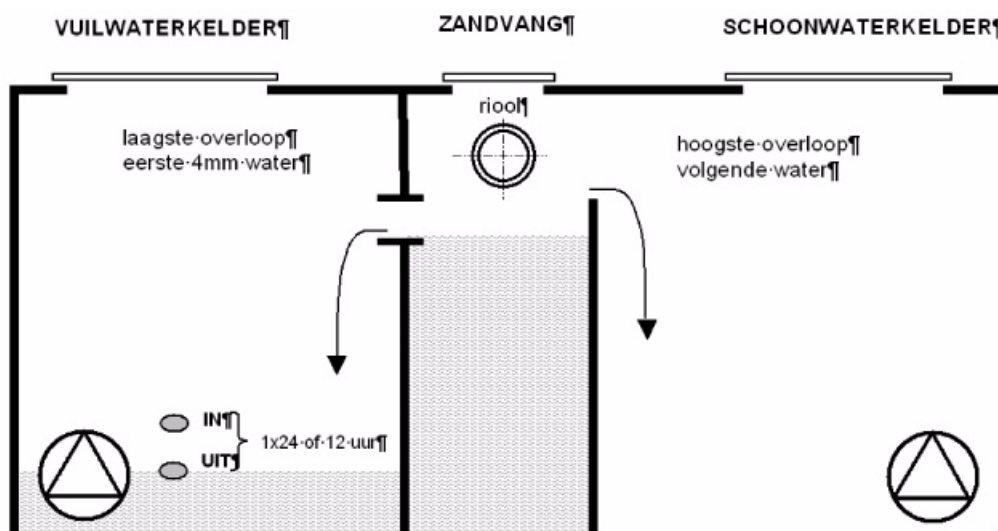 VUILWATERKELDER¶
ZANDVANG¶
SCHOONWATERKELDER¶
riool¶
laagste·overloop¶
eerste·4mm·water¶
hoogste·overloop¶
volgende·water¶
IN¶
1x24·of·12·uur¶
UIT¶